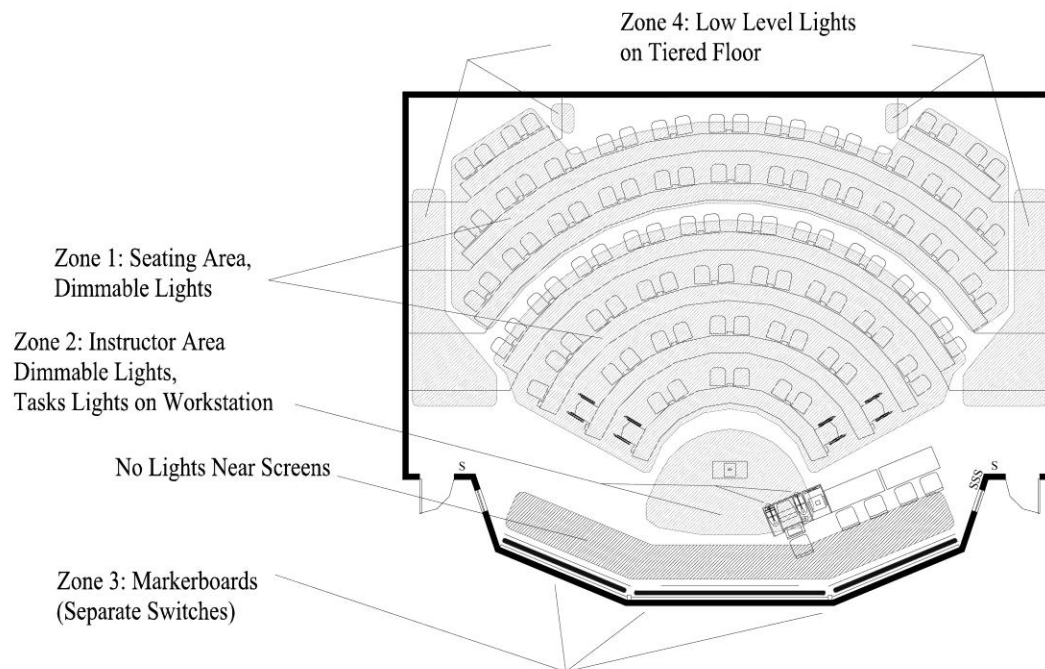 Zone 4: Low Level Lights
on Tiered Floor
Zone 1: Seating Area,
Dimmable Lights
Zone 2: Instructor Area
Dimmable Lights,
Tasks Lights on Workstation
No Lights Near Screens
S
S
SSS
Zone 3: Markerboards
(Separate Switches)